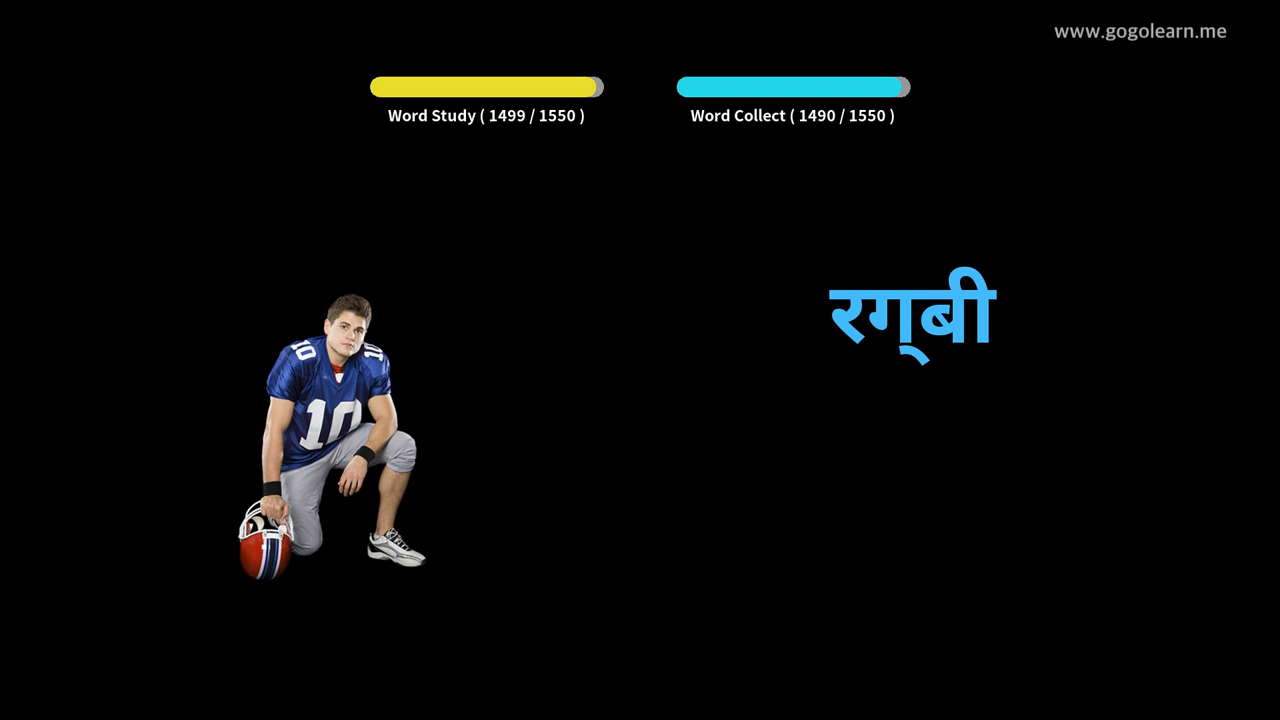 www.gogolearn.me
Word Study ( 1499 / 1550 )
Word Collect ( 1490 / 1550 )
रग्‌बी
10
10
10